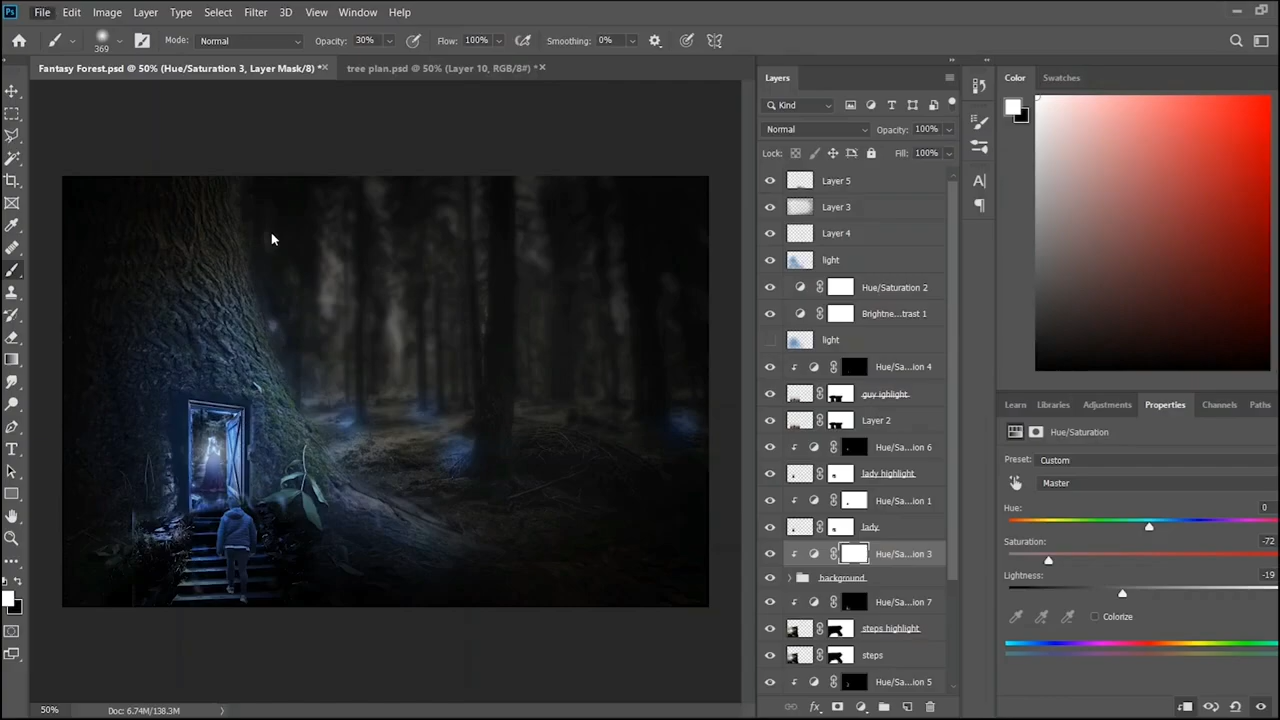 Ps File Edit Image Layer Type Select Filter 3D View Window Help
369 Mode: Normal Opacity: 30% Flow: 100% Smoothing: 0%
Fantasy Forest.psd @ 50% (Hue/Saturation 3, Layer Mask/8) * tree plan.psd @ 50% (Layer 10, RGB/8#) *
Layers
Kind
Normal Opacity: 100%
Lock: Fill: 100%
Layer 5
Layer 3
Layer 4
light
Hue/Saturation 2
Brightne...trast 1
light
Hue/Sa...ion 4
guy ighlight
Layer 2
Hue/Sa...ion 6
lady highlight
Hue/Sa...ion 1
lady
Hue/Sa...ion 3
background
Hue/Sa...ion 7
steps highlight
steps
Hue/Sa...ion 5
fx
Color Swatches
Learn Libraries Adjustments Properties Channels Paths
Hue/Saturation
Preset: Custom
Master
Hue: 0
Saturation: -72
Lightness: -19
Colorize
50% Doc: 6.74M/138.3M